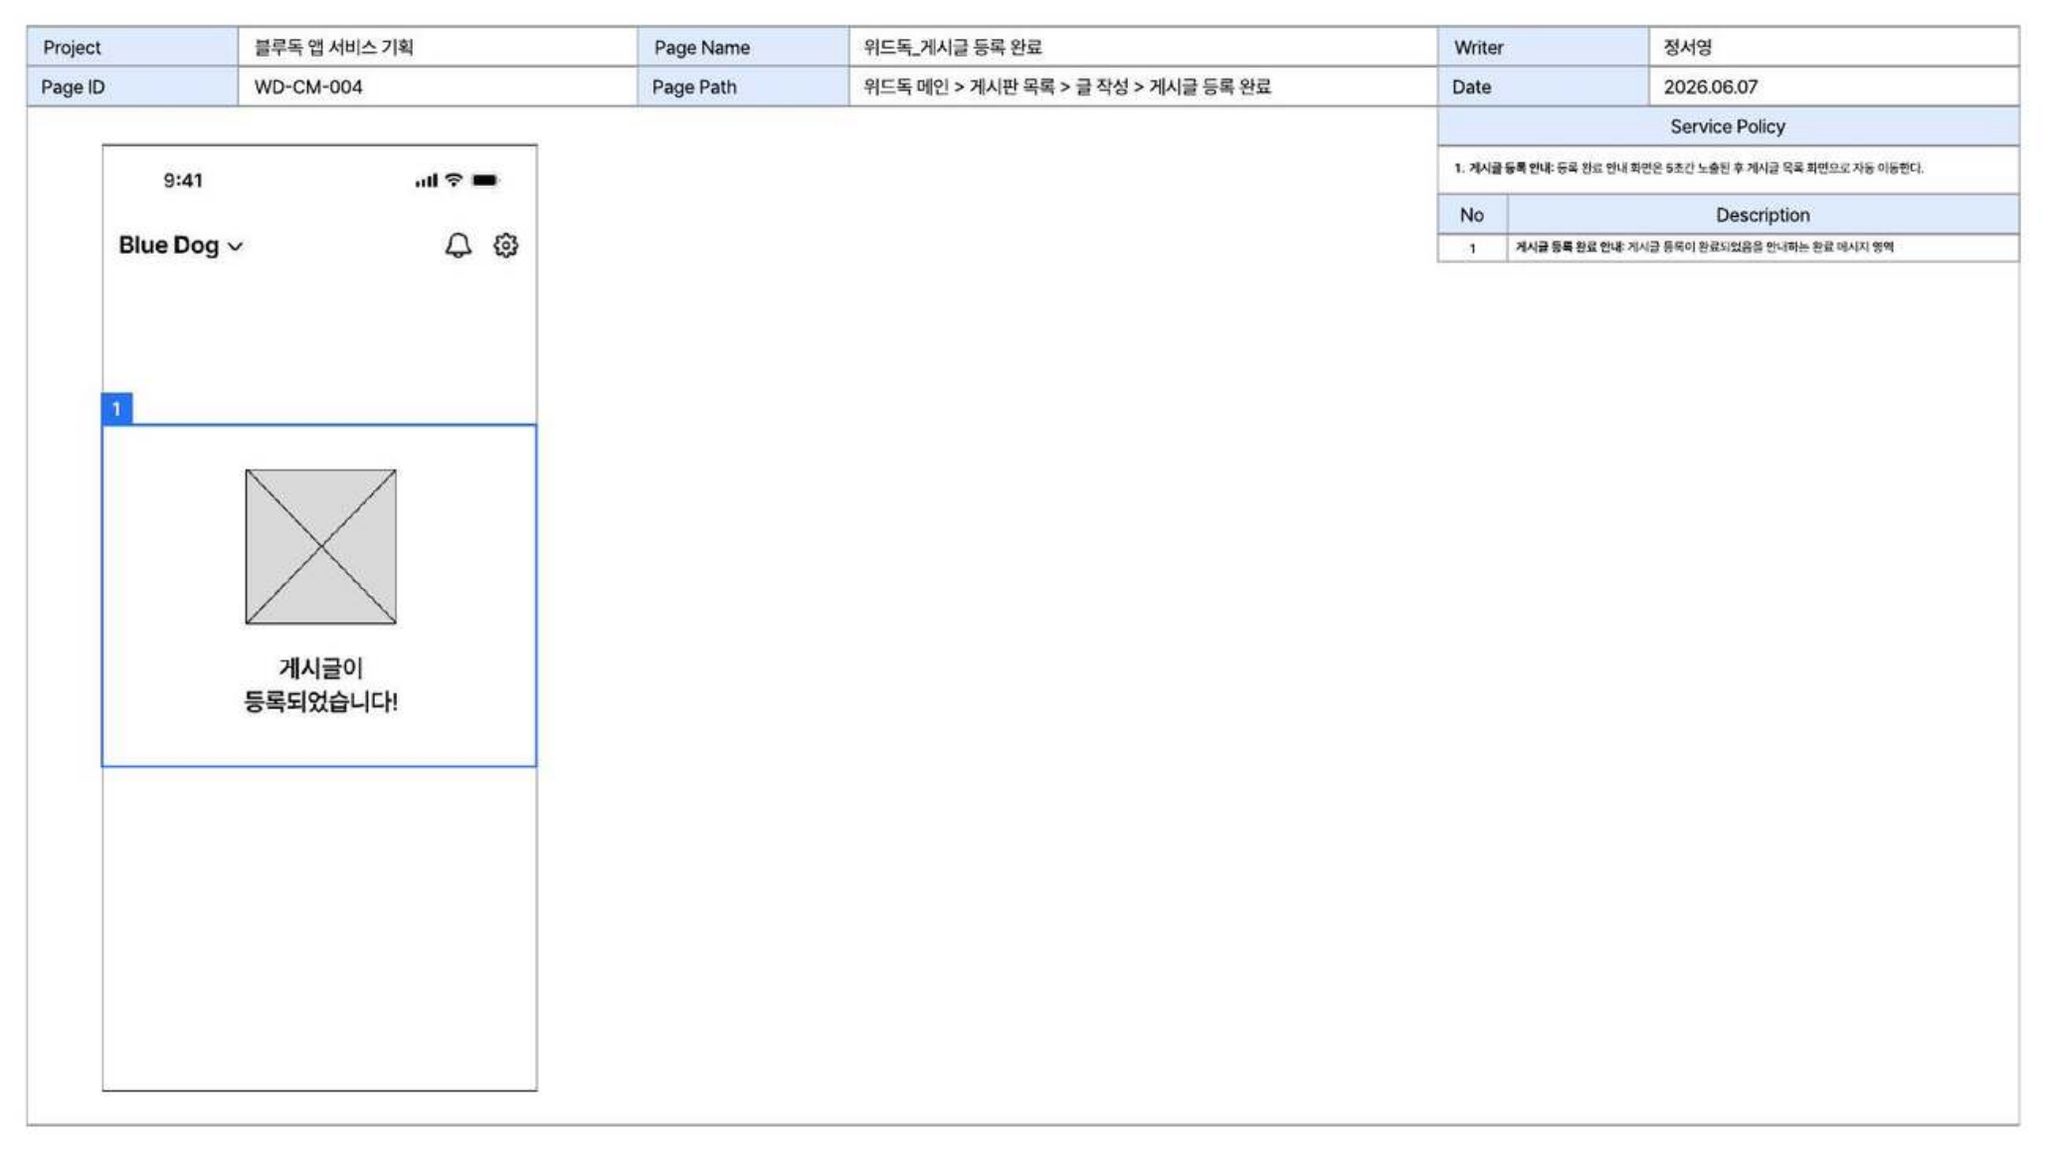 Project 블루독 앱 서비스 기획 Page Name 위드독_게시글 등록 완료 Writer 정서영
Page ID WD-CM-004 Page Path 위드독 메인 > 게시판 목록 > 글 작성 > 게시글 등록 완료 Date 2026.06.07
9:41
Blue Dog
1
게시글이
등록되었습니다!
Service Policy
1. 게시글 등록 안내: 등록 완료 안내 화면은 5초간 노출된 후 게시글 목록 화면으로 자동 이동한다.
No Description
1 게시글 등록 완료 안내: 게시글 등록이 완료되었음을 안내하는 완료 메시지 영역